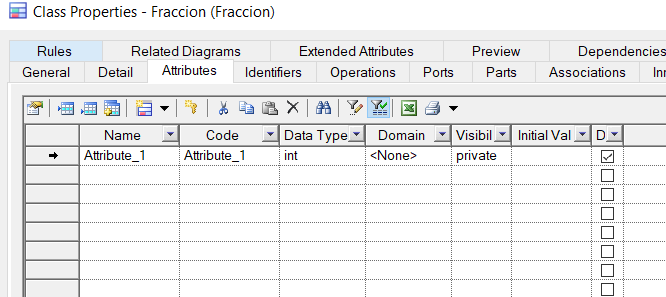 Class Properties - Fraccion (Fraccion)
Rules Related Diagrams Extended Attributes Preview Dependencies
General Detail Attributes Identifiers Operations Ports Parts Associations Inn
Name Code Data Type Domain Visibil Initial Val D
Attribute_1 Attribute_1 int <None> private